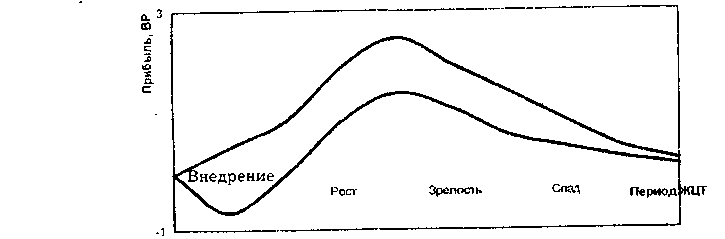 3
Прибыль, ВР
Внедрение
Рост
Зрелость
Спад
Период ЖЦТ
-1